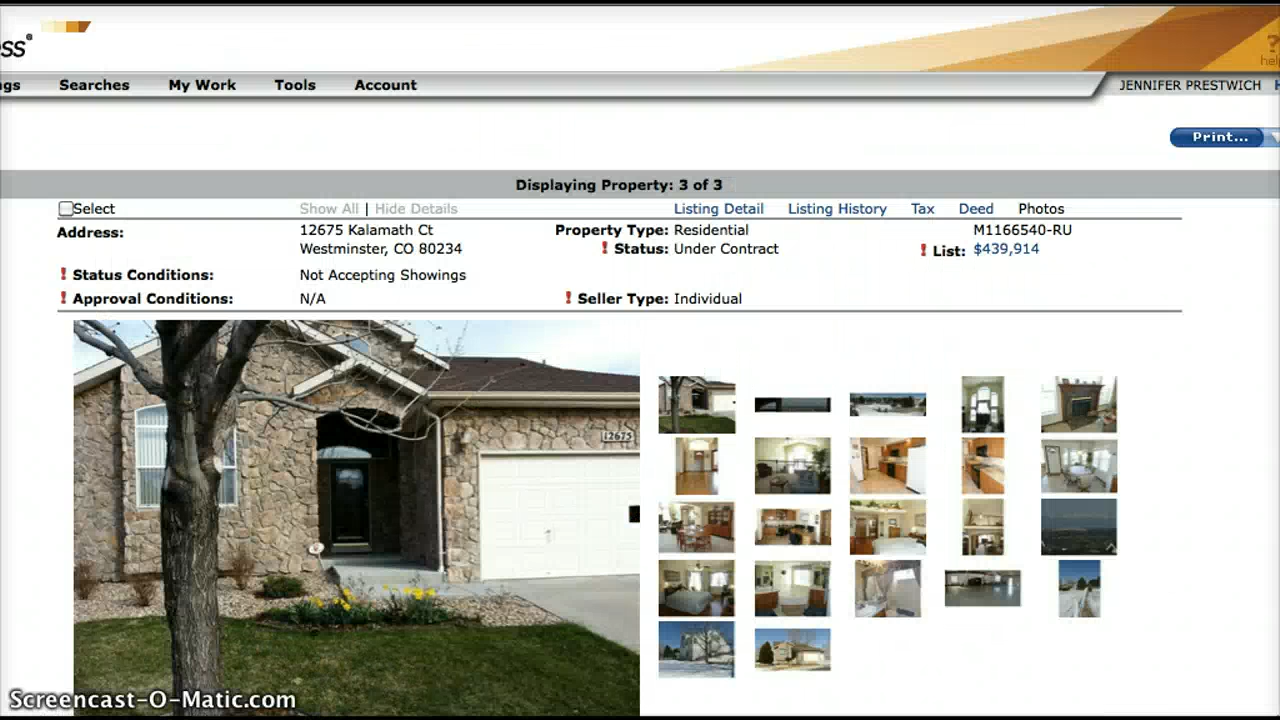 ss®
gs Searches My Work Tools Account JENNIFER PRESTWICH H
?
hel
Print...
Displaying Property: 3 of 3
Select Show All | Hide Details Listing Detail Listing History Tax Deed Photos
Address: 12675 Kalamath Ct Property Type: Residential M1166540-RU
Westminster, CO 80234 ! Status: Under Contract ! List: $439,914
! Status Conditions: Not Accepting Showings
! Approval Conditions: N/A ! Seller Type: Individual
12675
Screencast-O-Matic.com